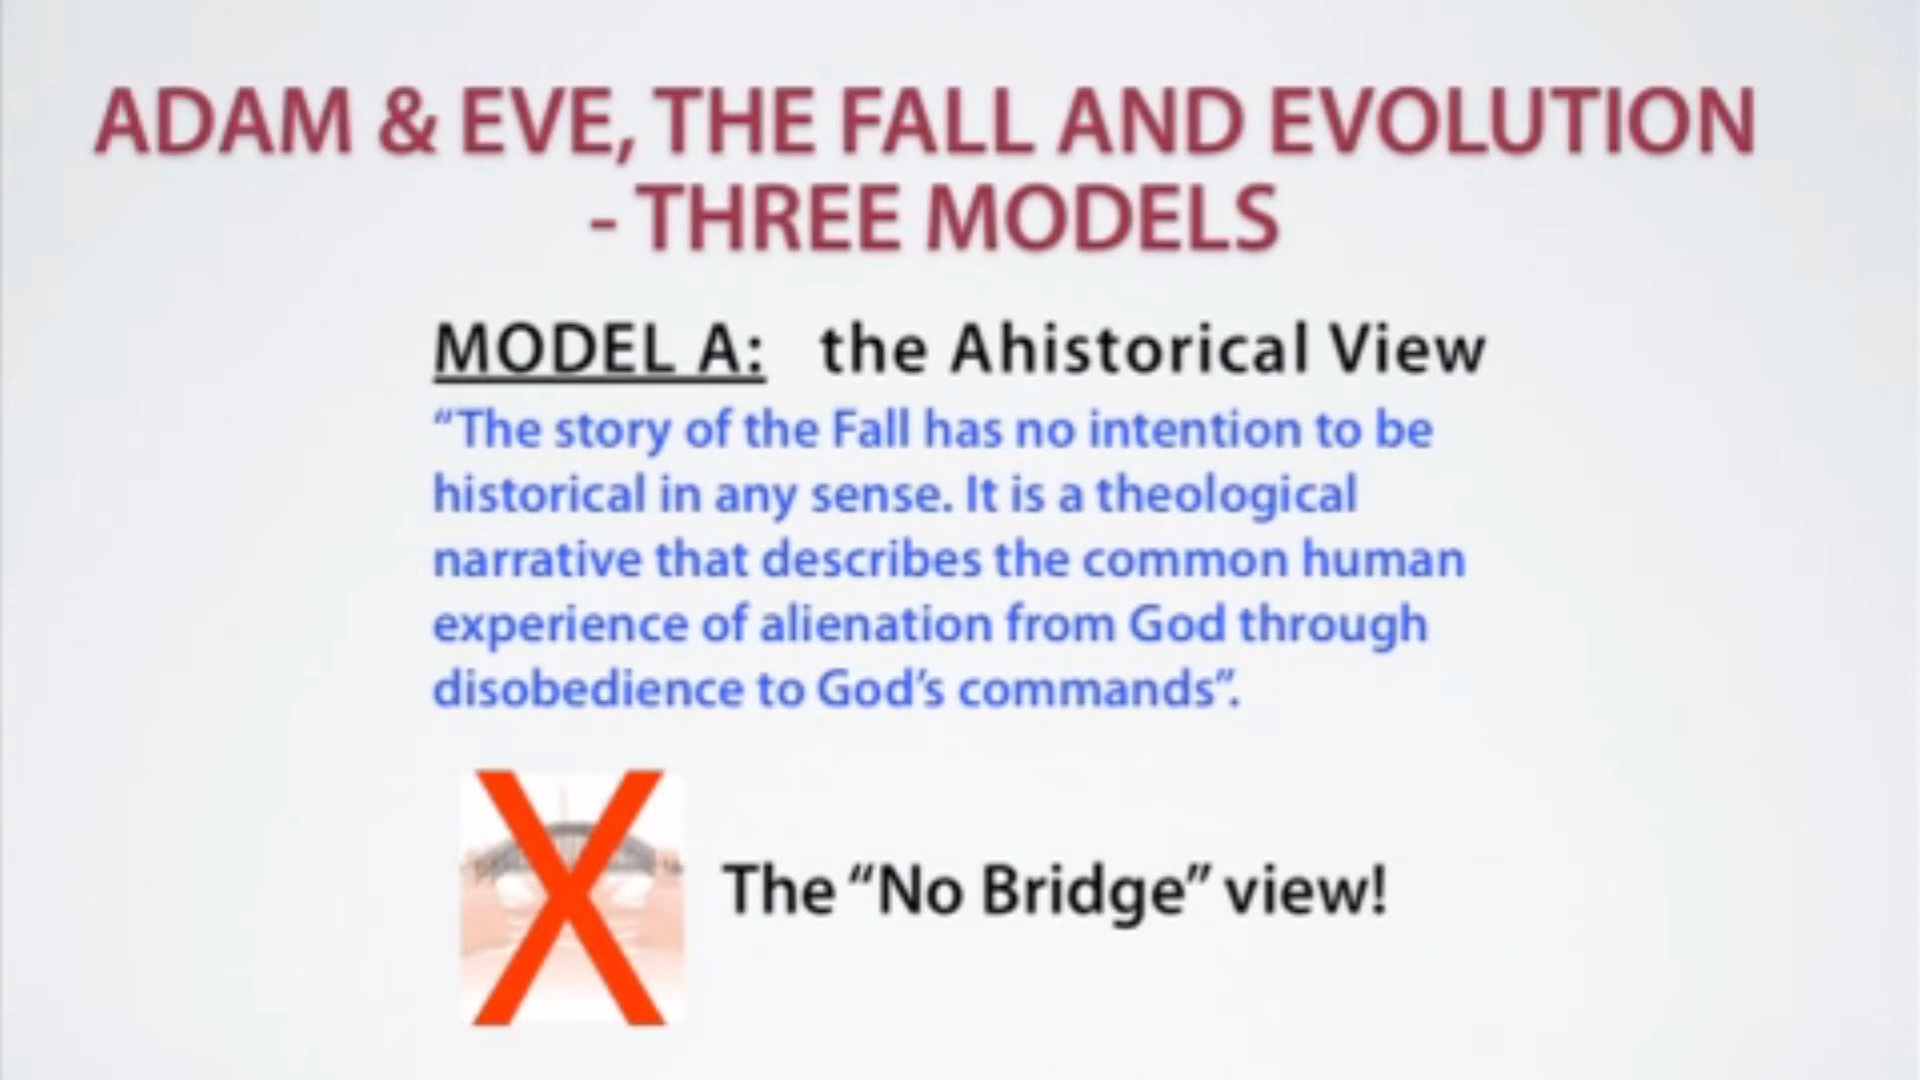 ADAM & EVE, THE FALL AND EVOLUTION
- THREE MODELS
MODEL A: the Ahistorical View
“The story of the Fall has no intention to be
historical in any sense. It is a theological
narrative that describes the common human
experience of alienation from God through
disobedience to God’s commands”.
The “No Bridge” view!